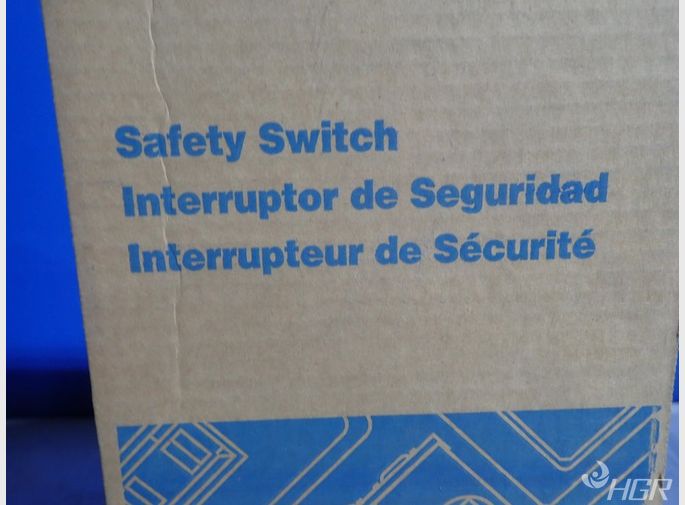 Safety Switch
Interruptor de Seguridad
Interrupteur de Sécurité
HGR